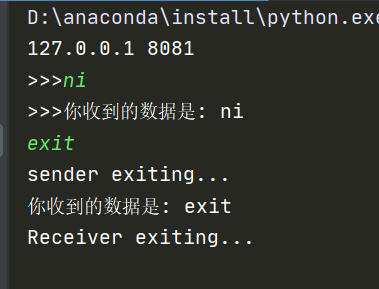 D:\anaconda\install\python.exe
127.0.0.1 8081
>>>ni
>>>你收到的数据是: ni
exit
sender exiting...
你收到的数据是: exit
Receiver exiting...